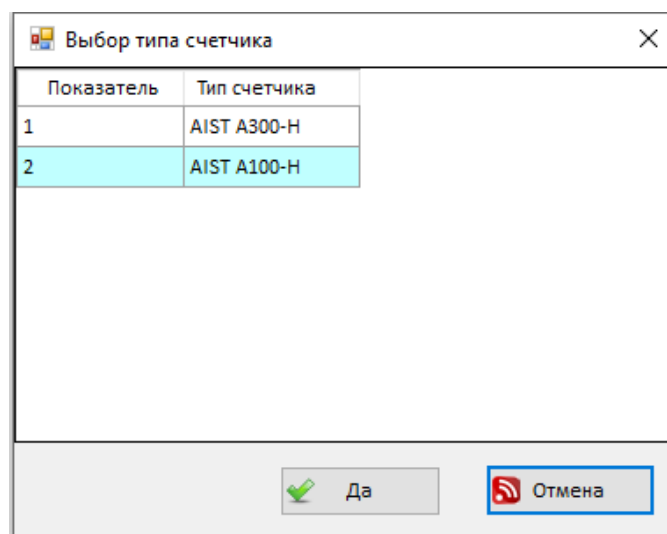 Выбор типа счетчика
Показатель Тип счетчика
1 AIST A300-H
2 AIST A100-H
Да Отмена